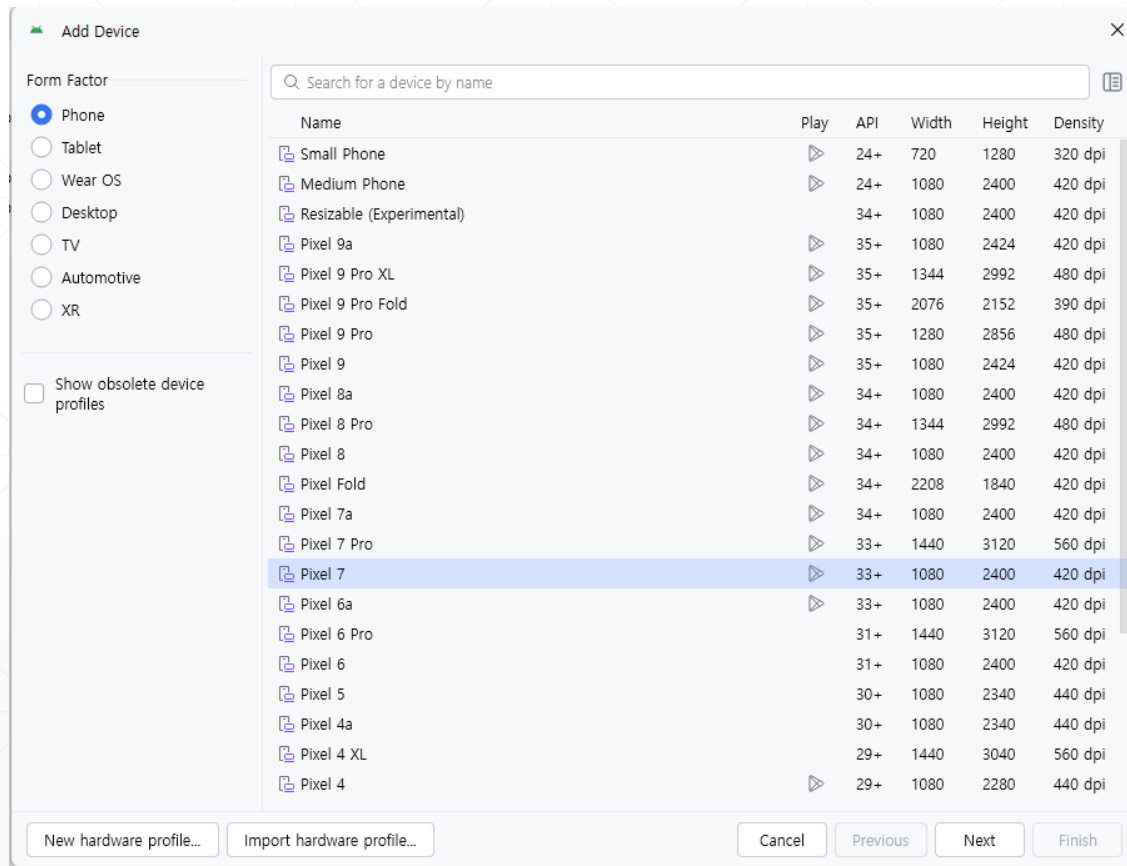 Add Device
Form Factor
Phone
Tablet
Wear OS
Desktop
TV
Automotive
XR
Show obsolete device
profiles
Search for a device by name
Name Play API Width Height Density
Small Phone 24+ 720 1280 320 dpi
Medium Phone 24+ 1080 2400 420 dpi
Resizable (Experimental) 34+ 1080 2400 420 dpi
Pixel 9a 35+ 1080 2424 420 dpi
Pixel 9 Pro XL 35+ 1344 2992 480 dpi
Pixel 9 Pro Fold 35+ 2076 2152 390 dpi
Pixel 9 Pro 35+ 1280 2856 480 dpi
Pixel 9 35+ 1080 2424 420 dpi
Pixel 8a 34+ 1080 2400 420 dpi
Pixel 8 Pro 34+ 1344 2992 480 dpi
Pixel 8 34+ 1080 2400 420 dpi
Pixel Fold 34+ 2208 1840 420 dpi
Pixel 7a 34+ 1080 2400 420 dpi
Pixel 7 Pro 33+ 1440 3120 560 dpi
Pixel 7 33+ 1080 2400 420 dpi
Pixel 6a 33+ 1080 2400 420 dpi
Pixel 6 Pro 31+ 1440 3120 560 dpi
Pixel 6 31+ 1080 2400 420 dpi
Pixel 5 30+ 1080 2340 440 dpi
Pixel 4a 30+ 1080 2340 440 dpi
Pixel 4 XL 29+ 1440 3040 560 dpi
Pixel 4 29+ 1080 2280 440 dpi
New hardware profile... Import hardware profile... Cancel Previous Next Finish